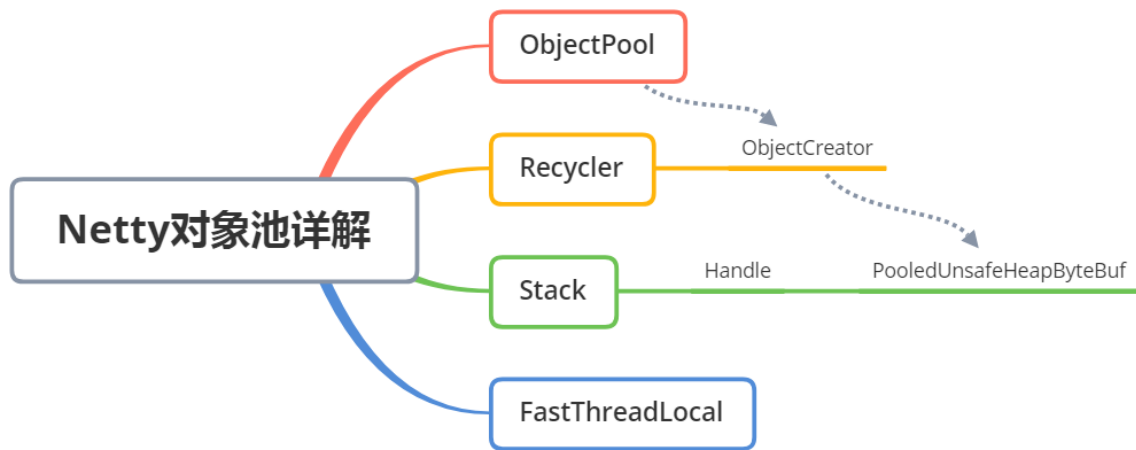 ObjectPool
ObjectCreator
Recycler
Netty对象池详解
Handle
PooledUnsafeHeapByteBuf
Stack
FastThreadLocal